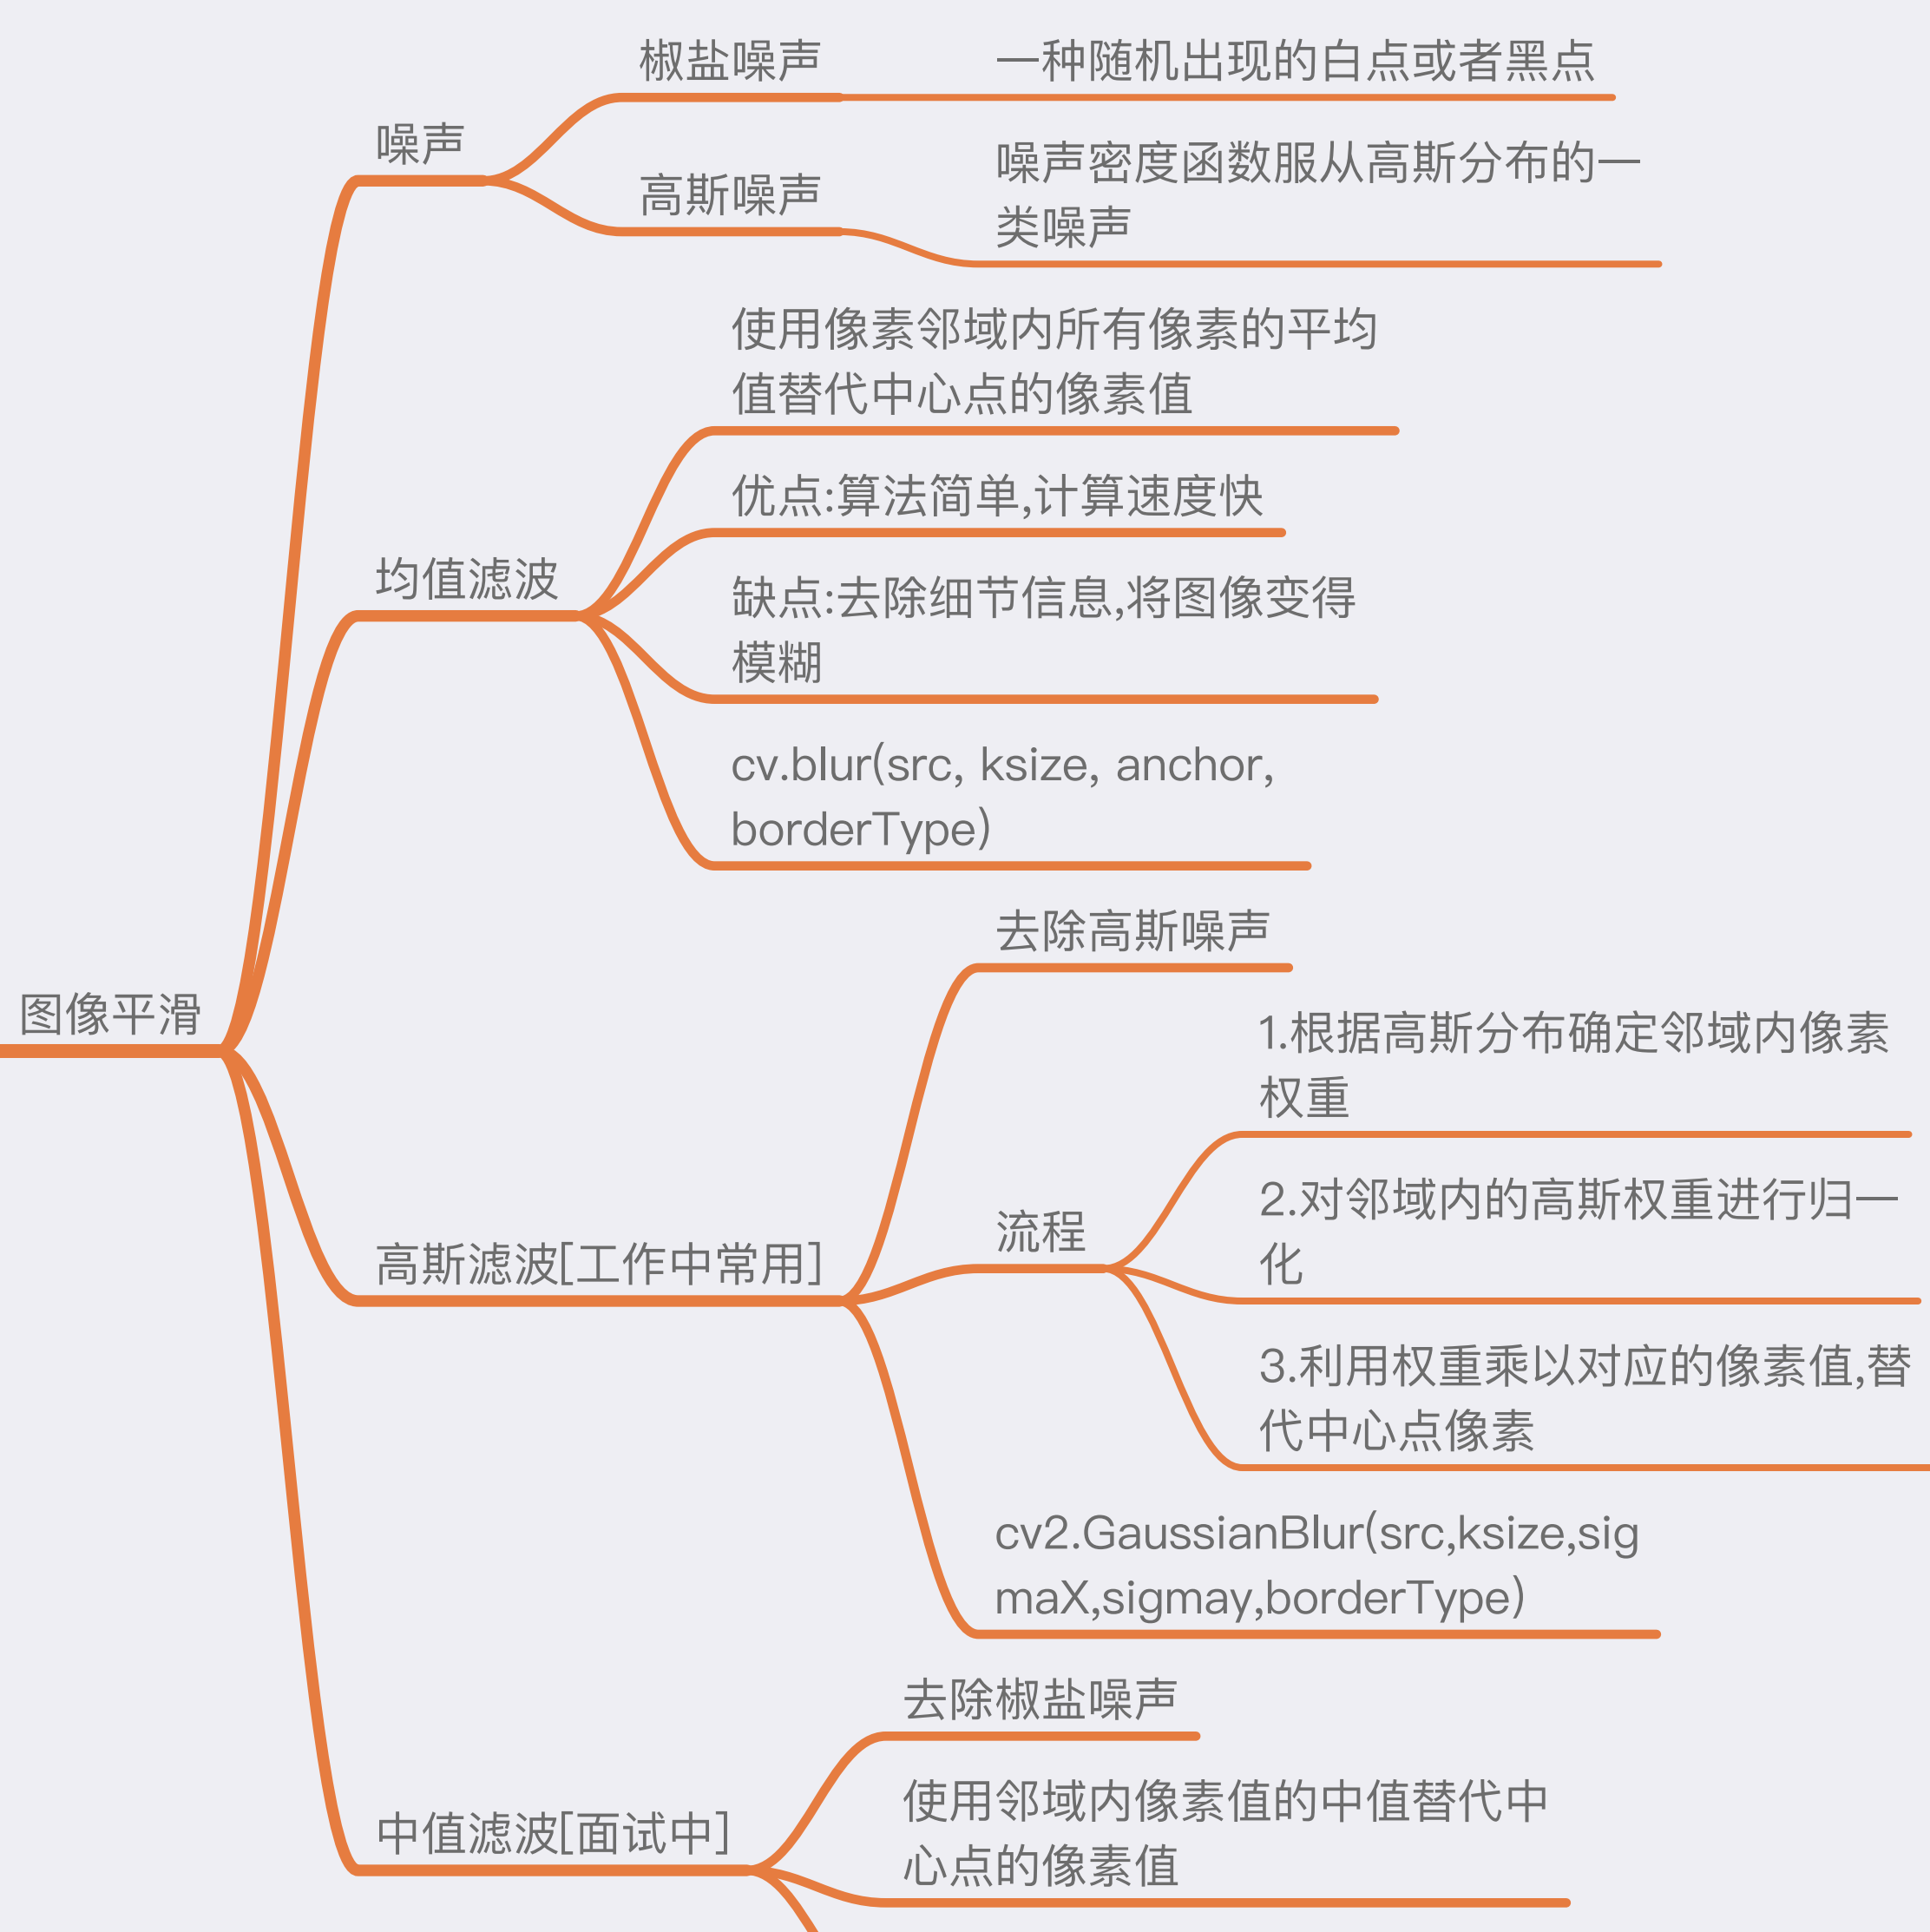 图像平滑
噪声
椒盐噪声
一种随机出现的白点或者黑点
高斯噪声
噪声密度函数服从高斯分布的一
类噪声
均值滤波
使用像素邻域内所有像素的平均
值替代中心点的像素值
优点:算法简单,计算速度快
缺点:去除细节信息,将图像变得
模糊
cv.blur(src, ksize, anchor,
borderType)
高斯滤波[工作中常用]
去除高斯噪声
流程
1.根据高斯分布确定邻域内像素
权重
2.对邻域内的高斯权重进行归一
化
3.利用权重乘以对应的像素值,替
代中心点像素
cv2.GaussianBlur(src,ksize,sig
maX,sigmay,borderType)
中值滤波[面试中]
去除椒盐噪声
使用邻域内像素值的中值替代中
心点的像素值